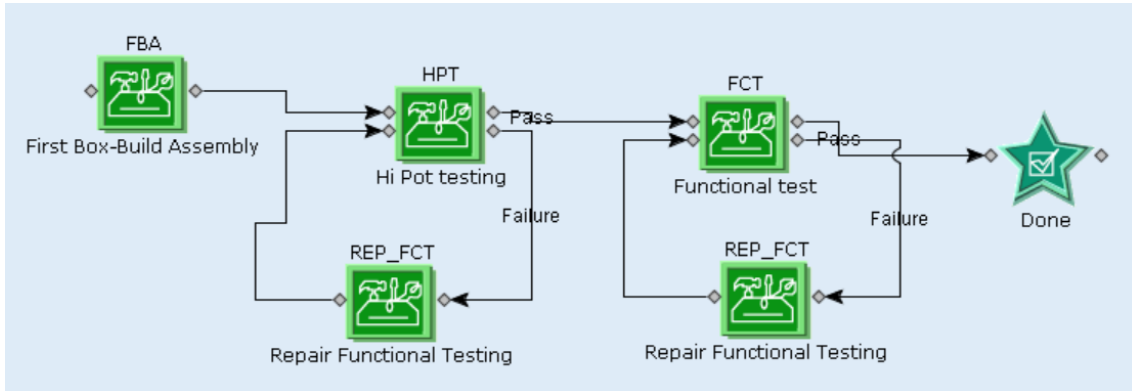 FBA
First Box-Build Assembly
HPT
Hi Pot testing
Pass
Failure
REP_FCT
Repair Functional Testing
FCT
Functional test
Pass
Failure
REP_FCT
Repair Functional Testing
Done